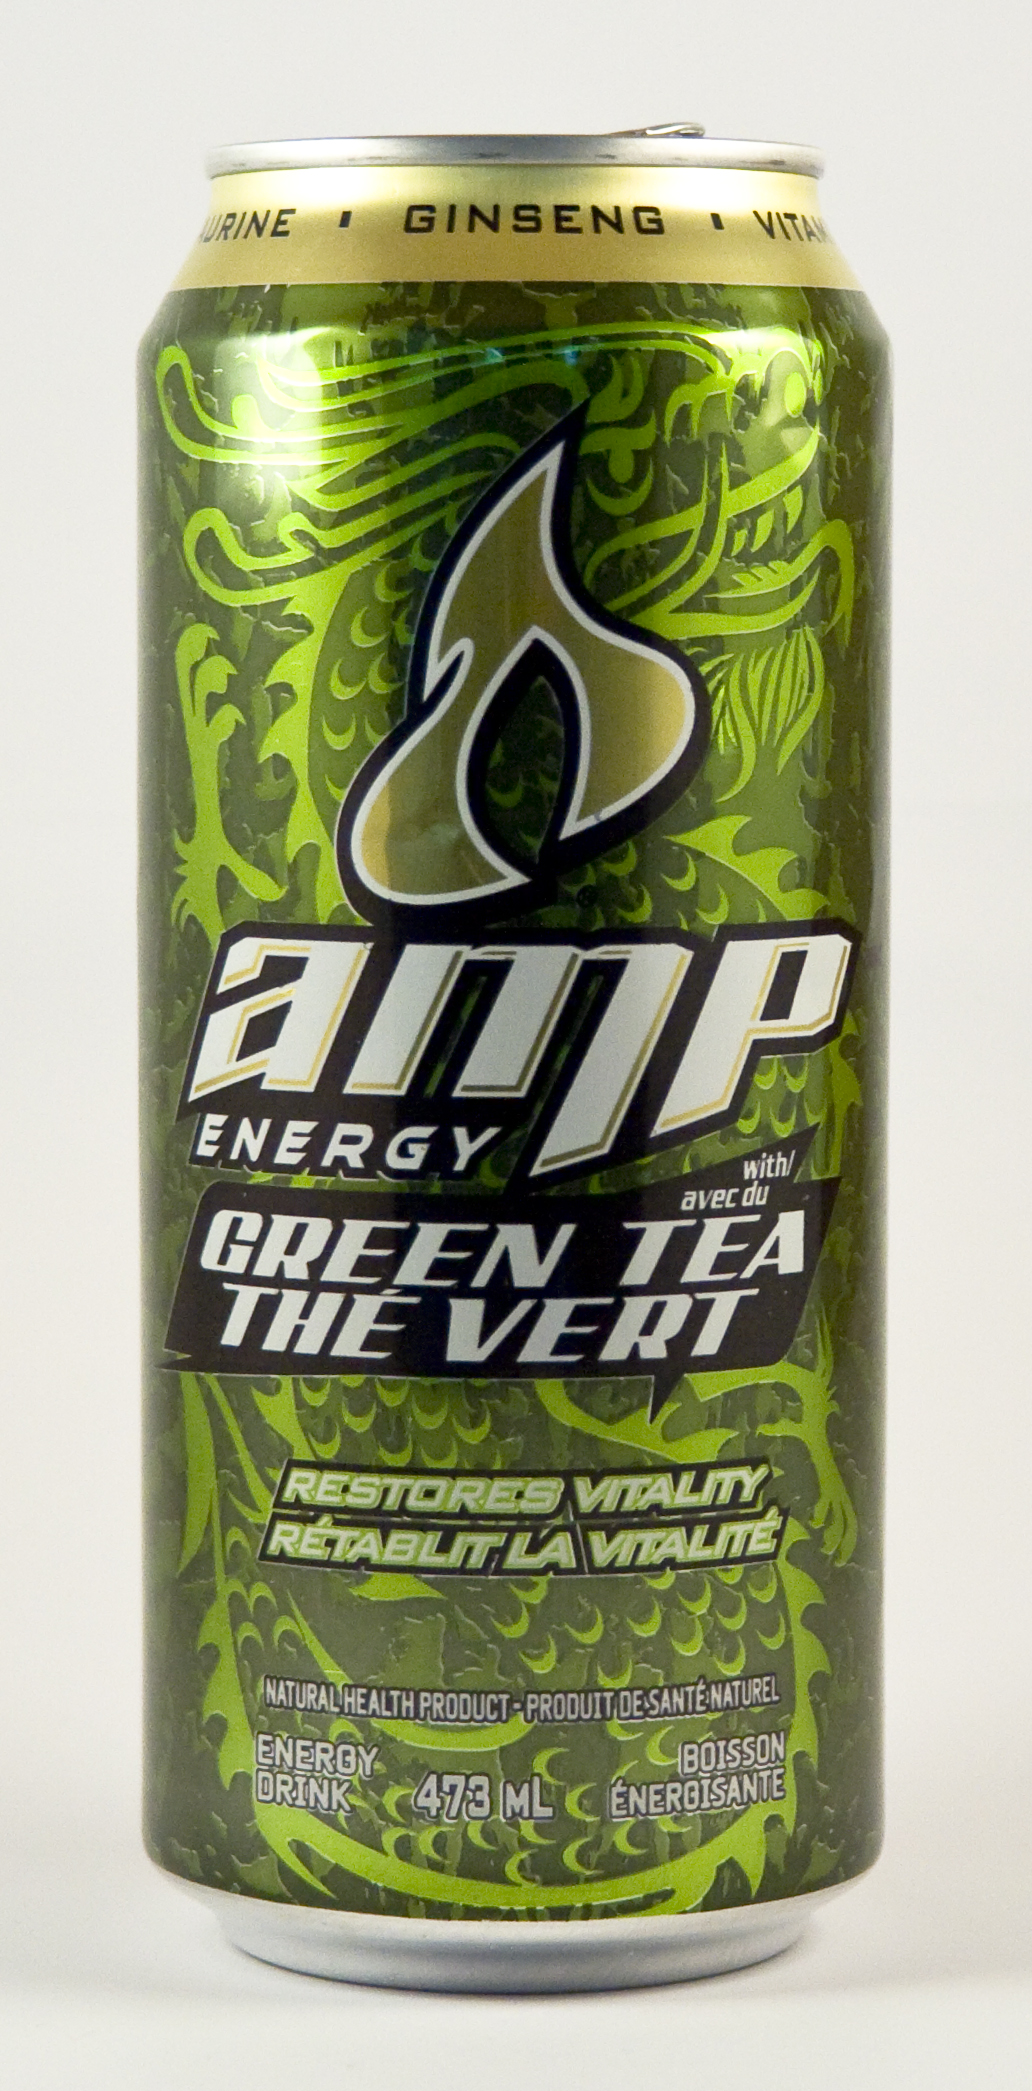 AURINE · GINSENG · VITAM
amp
ENERGY
with/
avec du
GREEN TEA
THÉ VERT
RESTORES VITALITY
RÉTABLIT LA VITALITÉ
NATURAL HEALTH PRODUCT - PRODUIT DE SANTÉ NATUREL
ENERGY DRINK
473 mL
BOISSON ÉNERGISANTE